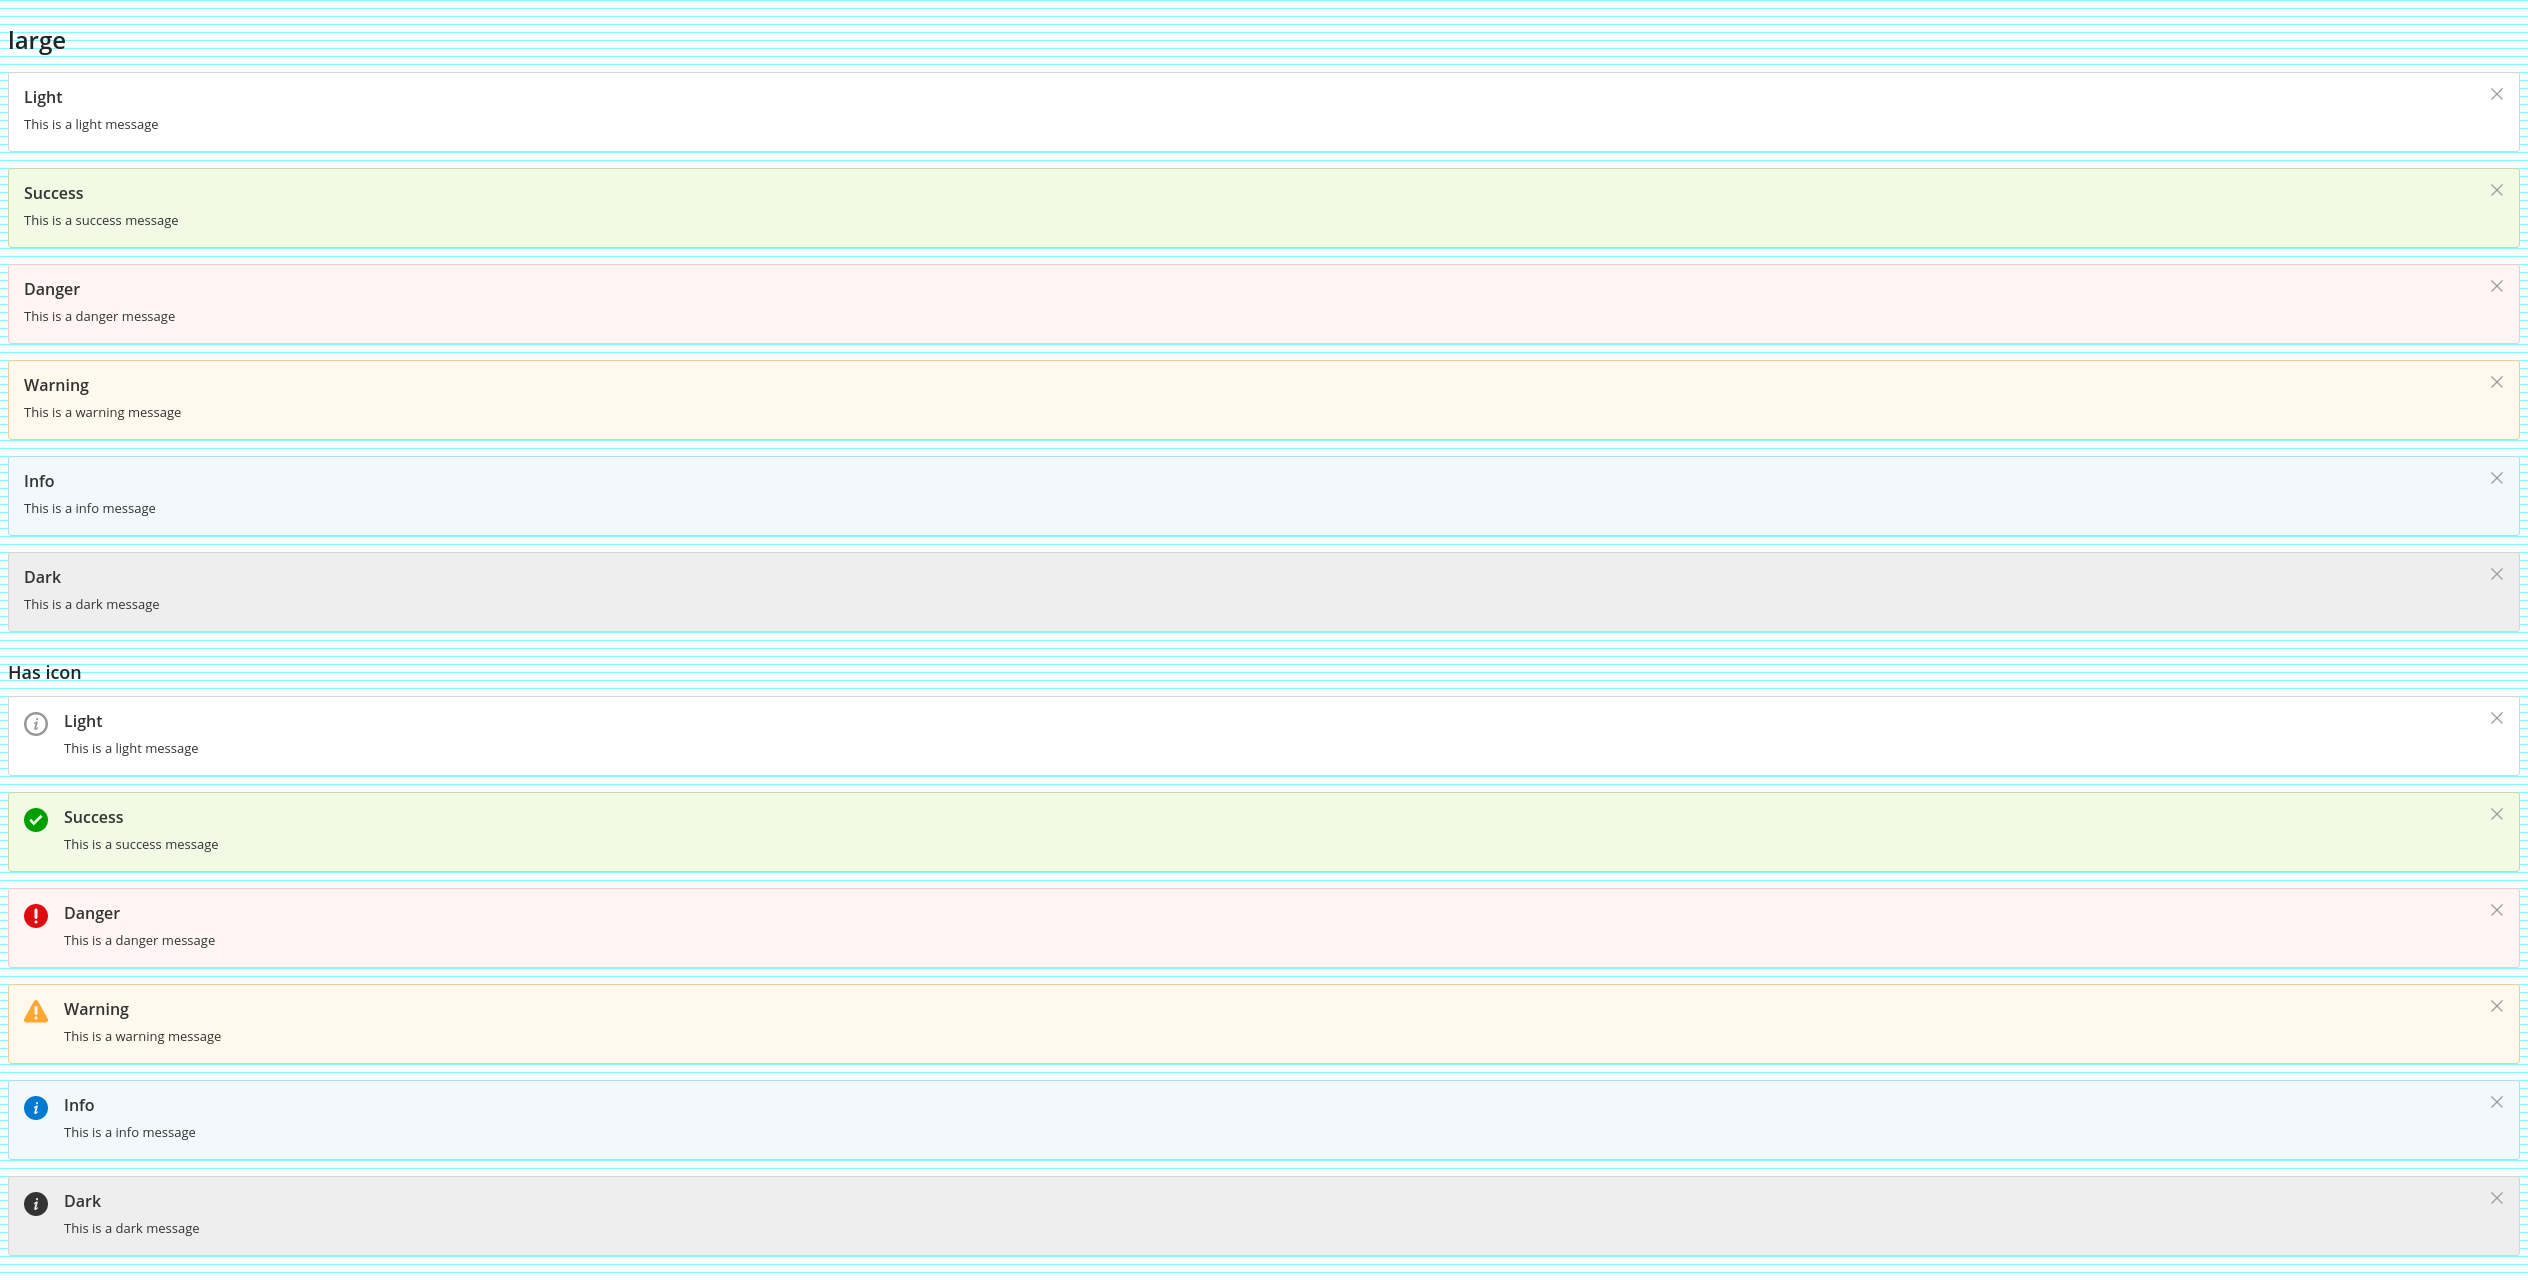 large
Light
This is a light message
Success
This is a success message
Danger
This is a danger message
Warning
This is a warning message
Info
This is a info message
Dark
This is a dark message
Has icon
Light
This is a light message
Success
This is a success message
Danger
This is a danger message
Warning
This is a warning message
Info
This is a info message
Dark
This is a dark message